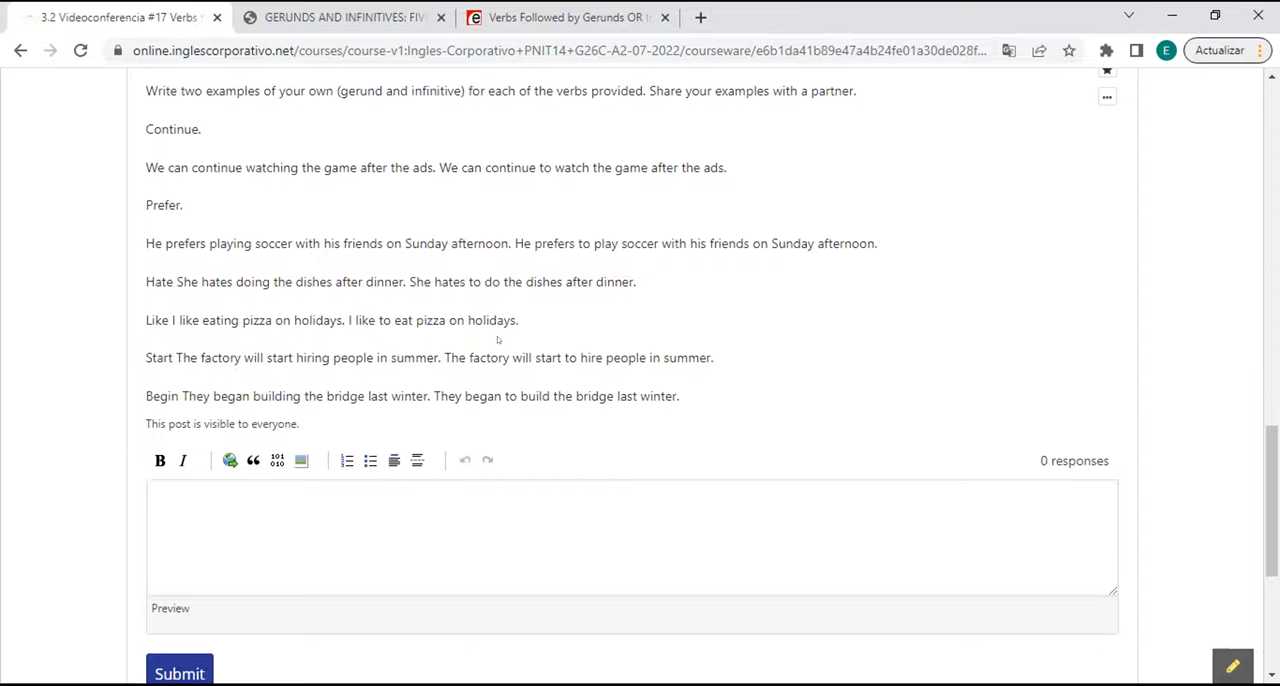 3.2 Videoconferencia #17 Verbs
GERUNDS AND INFINITIVES: FIV
Verbs Followed by Gerunds OR I
online.inglescorporativo.net/courses/course-v1:Ingles-Corporativo+PNIT14+G26C-A2-07-2022/courseware/e6b1da41b89e47a4b24fe01a30de028f...
E
Actualizar
Write two examples of your own (gerund and infinitive) for each of the verbs provided. Share your examples with a partner.
Continue.
We can continue watching the game after the ads. We can continue to watch the game after the ads.
Prefer.
He prefers playing soccer with his friends on Sunday afternoon. He prefers to play soccer with his friends on Sunday afternoon.
Hate She hates doing the dishes after dinner. She hates to do the dishes after dinner.
Like I like eating pizza on holidays. I like to eat pizza on holidays.
Start The factory will start hiring people in summer. The factory will start to hire people in summer.
Begin They began building the bridge last winter. They began to build the bridge last winter.
This post is visible to everyone.
B I
101
010
0 responses
Preview
Submit